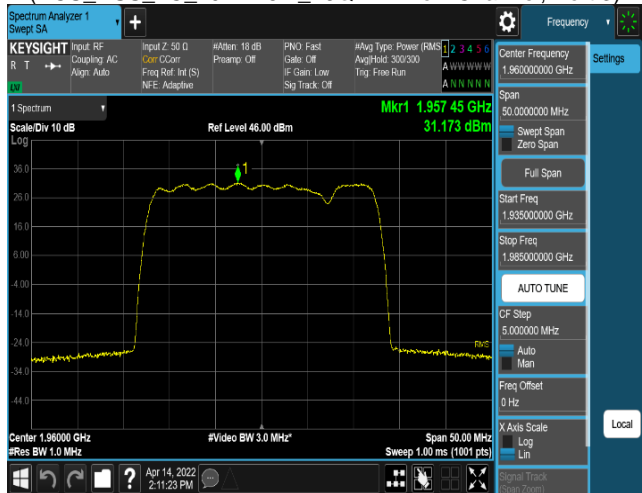 Spectrum Analyzer 1
Swept SA
Frequency
KEYSIGHT
R T
Input: RF
Coupling: AC
Align: Auto
Input Z: 50 Ω
Corr CCorr
Freq Ref: Int (S)
NFE: Adaptive
#Atten: 18 dB
Preamp: Off
PNO: Fast
Gate: Off
IF Gain: Low
Sig Track: Off
#Avg Type: Power (RMS
Avg|Hold: 300/300
Trig: Free Run
1 2 3 4 5 6
A W W W W W
A N N N N N
1 Spectrum
Scale/Div 10 dB
Log
Ref Level 46.00 dBm
Mkr1 1.957 45 GHz
31.173 dBm
1
36.0
26.0
16.0
6.00
-4.00
-14.0
-24.0
-34.0
-44.0
RMS
Center 1.96000 GHz
#Res BW 1.0 MHz
#Video BW 3.0 MHz*
Span 50.00 MHz
Sweep 1.00 ms (1001 pts)
Apr 14, 2022
2:11:23 PM
Center Frequency
1.960000000 GHz
Settings
Span
50.0000000 MHz
Swept Span
Zero Span
Full Span
Start Freq
1.935000000 GHz
Stop Freq
1.985000000 GHz
AUTO TUNE
CF Step
5.000000 MHz
Auto
Man
Freq Offset
0 Hz
X Axis Scale
Log
Lin
Local
Signal Track
(Span Zoom)